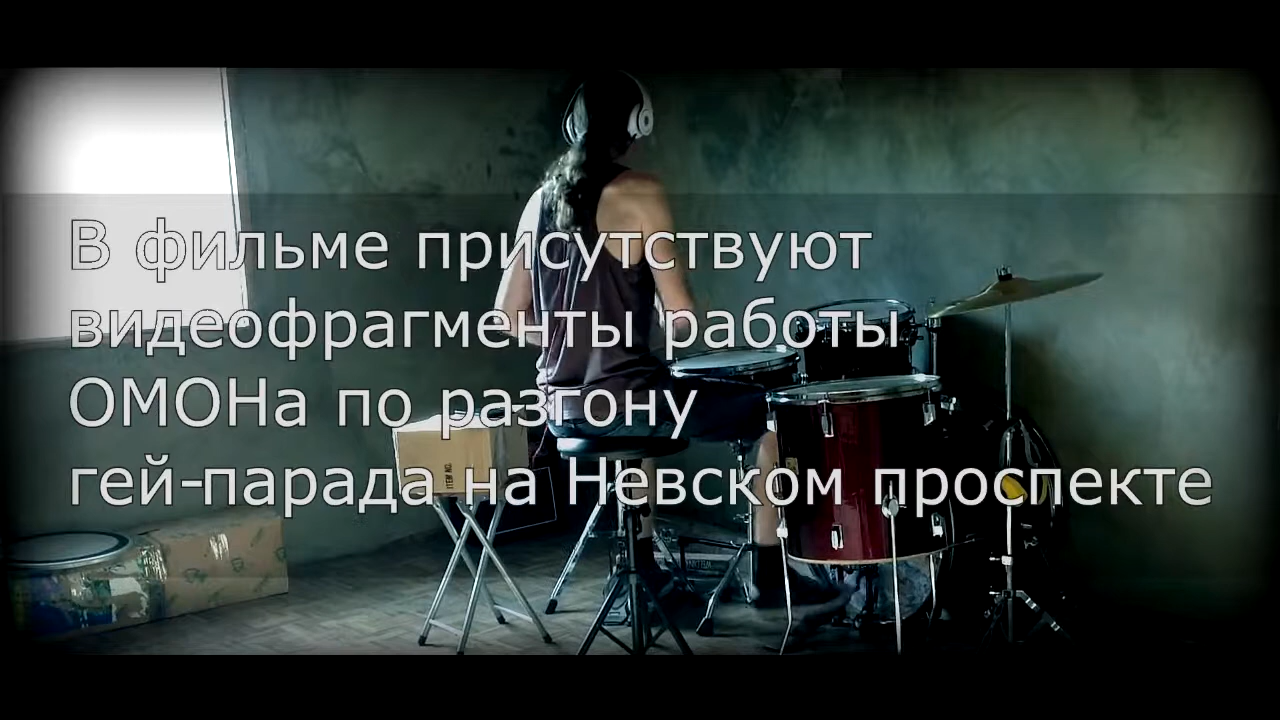 В фильме присутствуют
видеофрагменты работы
ОМОНа по разгону
гей-парада на Невском проспекте